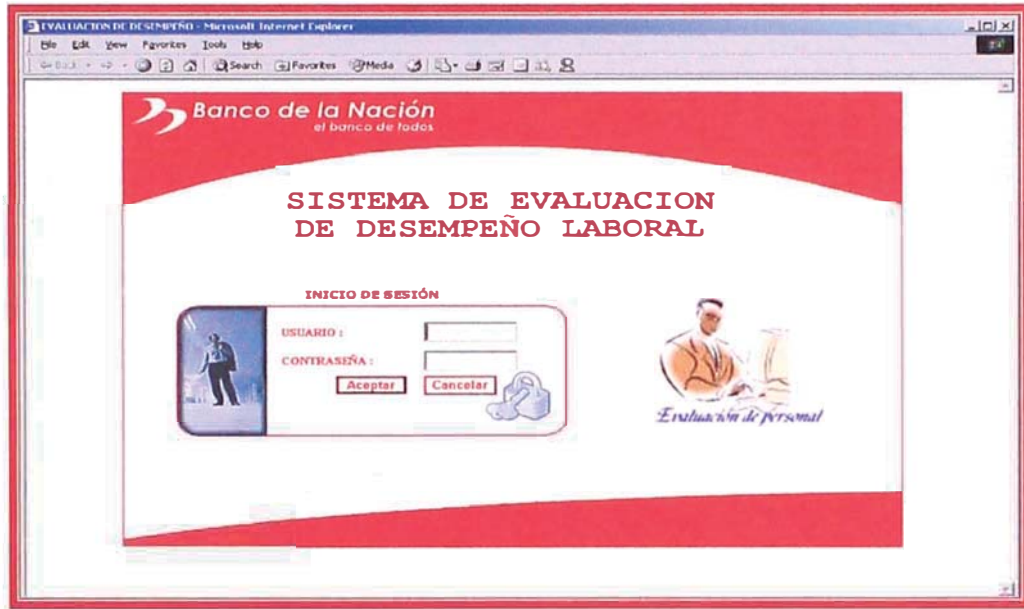 EVALUACION DE DESEMPEÑO - Microsoft Internet Explorer
File Edit View Favorites Tools Help
Back Search Favorites Media
Banco de la Nación
el banco de todos
SISTEMA DE EVALUACION
DE DESEMPEÑO LABORAL
INICIO DE SESIÓN
USUARIO :
CONTRASEÑA :
Aceptar Cancelar
Evaluación de personal